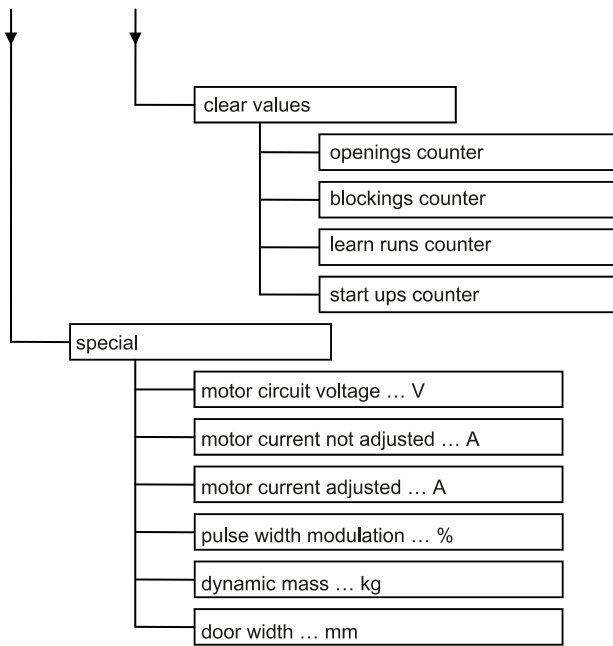 clear values
openings counter
blockings counter
learn runs counter
start ups counter
special
motor circuit voltage … V
motor current not adjusted … A
motor current adjusted … A
pulse width modulation … %
dynamic mass … kg
door width … mm